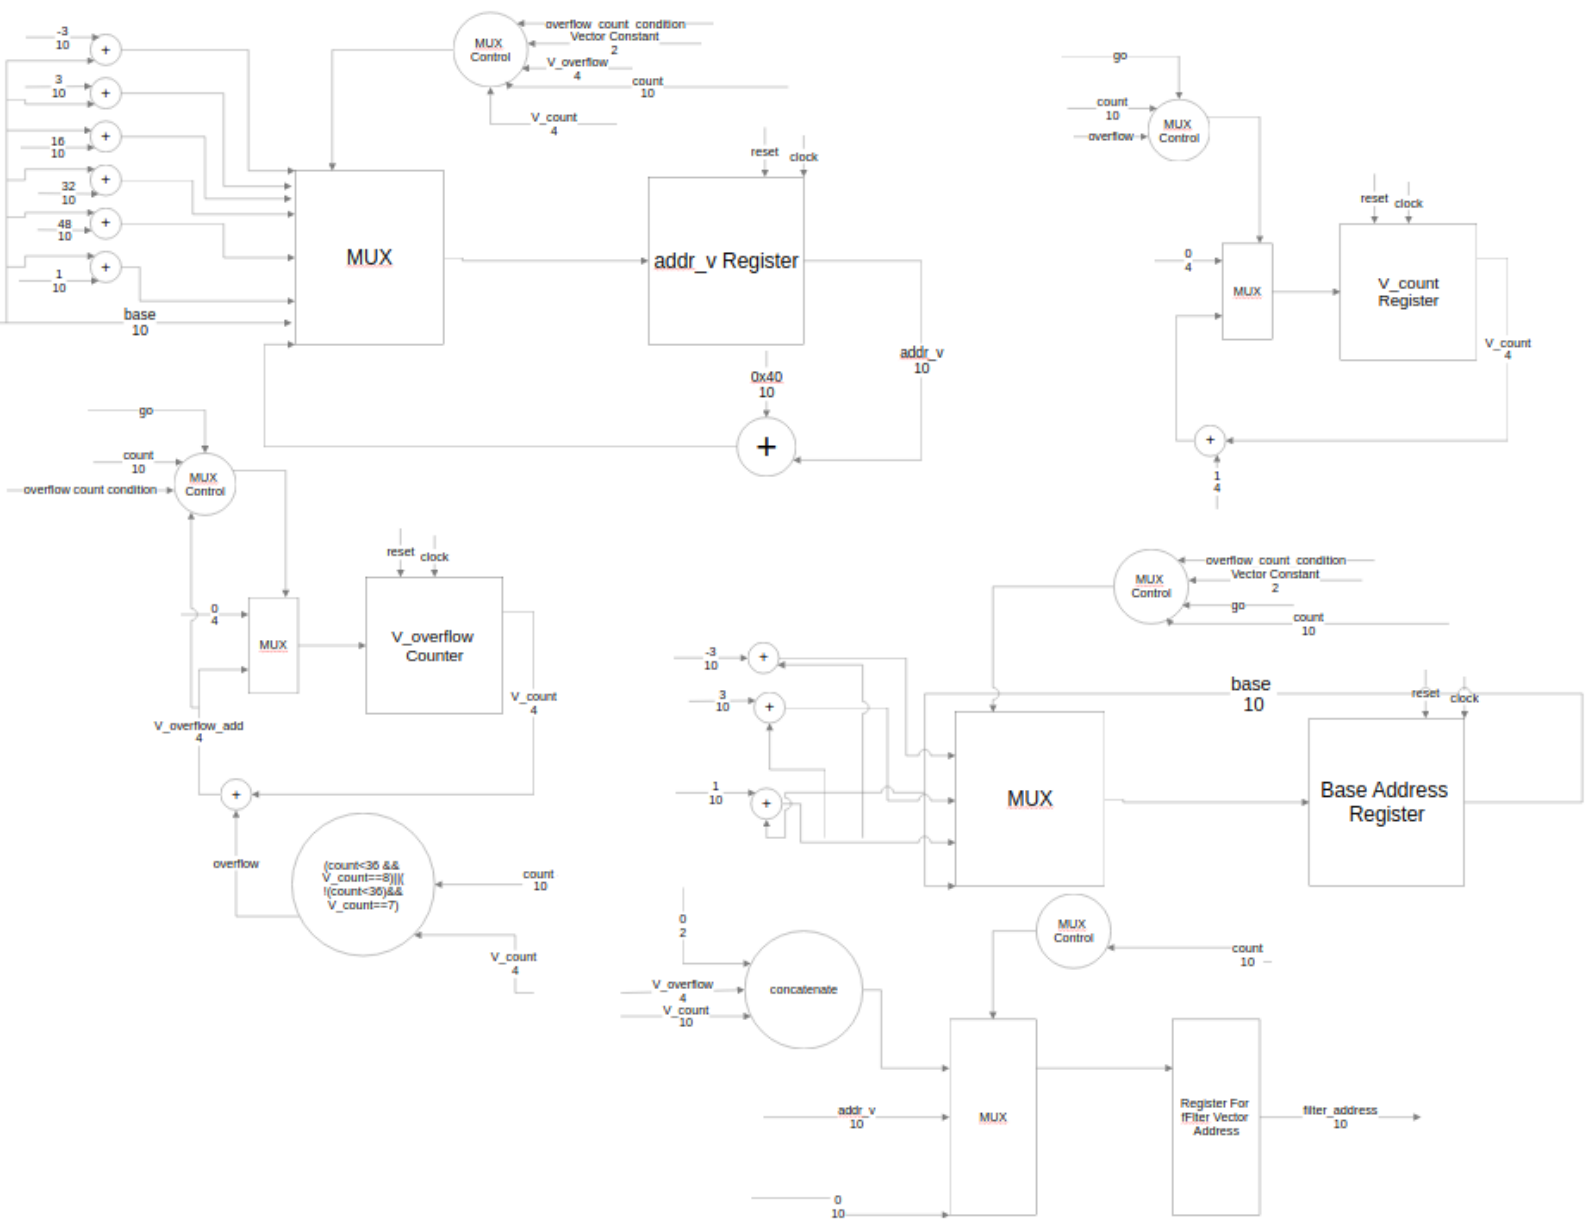 -3
10
+
3
10
+
16
10
+
32
10
+
48
10
+
1
10
+
base
10
MUX
Control
overflow count condition
Vector Constant
2
V_overflow
4
count
10
V_count
4
MUX
reset
clock
addr_v Register
addr_v
10
0x40
10
+
go
count
10
overflow
MUX
Control
reset
clock
0
4
MUX
V_count
Register
V_count
4
+
1
4
go
count
10
overflow count condition
MUX
Control
reset
clock
0
4
MUX
V_overflow
Counter
V_count
4
V_overflow_add
4
+
overflow
(count<36 &&
V_count==8)||(
!(count<36)&&
V_count==7)
count
10
V_count
4
MUX
Control
overflow count condition
Vector Constant
2
go
count
10
-3
10
+
3
10
+
1
10
+
base
10
reset
clock
MUX
Base Address
Register
0
2
V_overflow
4
V_count
10
concatenate
MUX
Control
count
10
addr_v
10
0
10
MUX
Register For
fFlter Vector
Address
filter_address
10